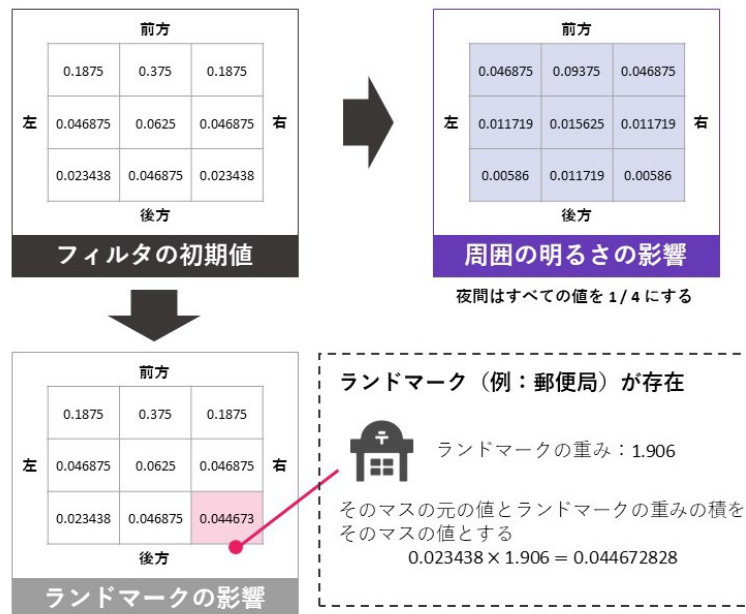 前方
0.1875 0.375 0.1875
左 0.046875 0.0625 0.046875 右
0.023438 0.046875 0.023438
後方
フィルタの初期値
前方
0.046875 0.09375 0.046875
左 0.011719 0.015625 0.011719 右
0.00586 0.011719 0.00586
後方
周囲の明るさの影響
夜間はすべての値を 1 / 4 にする
前方
0.1875 0.375 0.1875
左 0.046875 0.0625 0.046875 右
0.023438 0.046875 0.044673
後方
ランドマークの影響
ランドマーク（例：郵便局）が存在
〒
ランドマークの重み：1.906
そのマスの元の値とランドマークの重みの積を
そのマスの値とする
0.023438 × 1.906 = 0.044672828